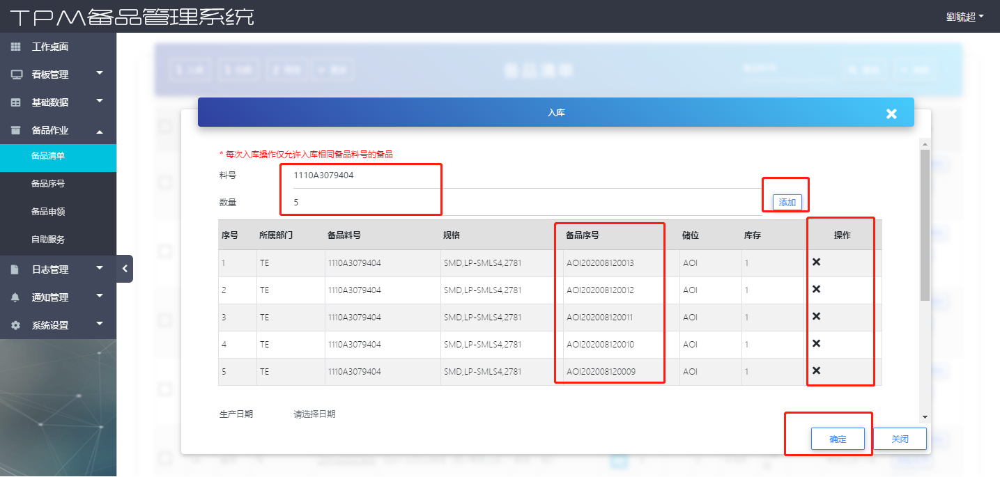 TPM备品管理系统
劉毓超
工作桌面
看板管理
基础数据
备品作业
备品清单
备品序号
备品申领
自助服务
日志管理
通知管理
系统设置
备品清单
入库
* 每次入库操作仅允许入库相同备品料号的备品
料号 1110A3079404
数量 5 添加
序号 所属部门 备品料号 规格 备品序号 储位 库存 操作
1 TE 1110A3079404 SMD,LP-SMLS4,2781 AOI202008120013 AOI 1
2 TE 1110A3079404 SMD,LP-SMLS4,2781 AOI202008120012 AOI 1
3 TE 1110A3079404 SMD,LP-SMLS4,2781 AOI202008120011 AOI 1
4 TE 1110A3079404 SMD,LP-SMLS4,2781 AOI202008120010 AOI 1
5 TE 1110A3079404 SMD,LP-SMLS4,2781 AOI202008120009 AOI 1
生产日期 请选择日期
确定 关闭